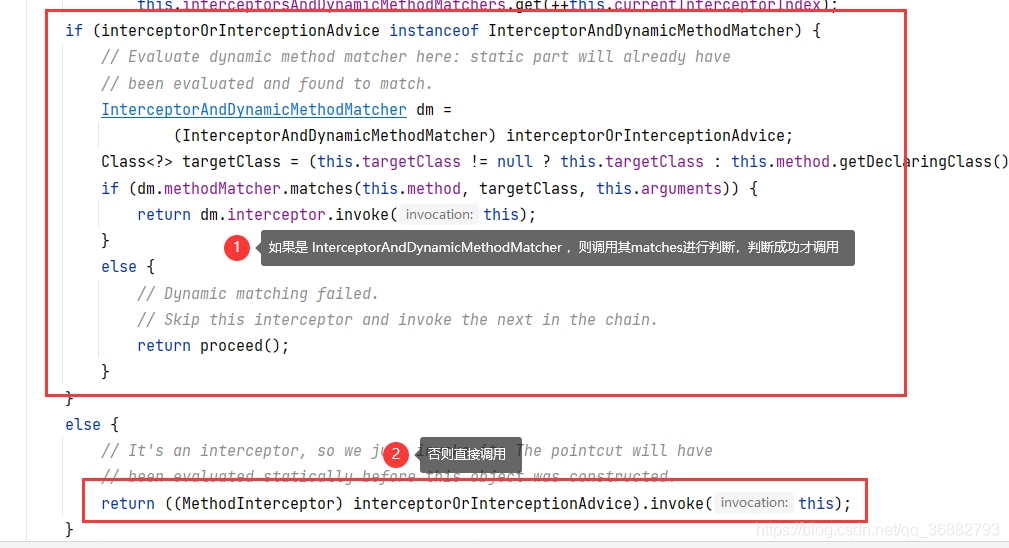 this.interceptorsAndDynamicMethodMatchers.get(++this.currentInterceptorIndex);
if (interceptorOrInterceptionAdvice instanceof InterceptorAndDynamicMethodMatcher) {
// Evaluate dynamic method matcher here: static part will already have
// been evaluated and found to match.
InterceptorAndDynamicMethodMatcher dm =
(InterceptorAndDynamicMethodMatcher) interceptorOrInterceptionAdvice;
Class<?> targetClass = (this.targetClass != null ? this.targetClass : this.method.getDeclaringClass()
if (dm.methodMatcher.matches(this.method, targetClass, this.arguments)) {
return dm.interceptor.invoke( invocation: this);
}
1 如果是 InterceptorAndDynamicMethodMatcher ，则调用其matches进行判断，判断成功才调用
else {
// Dynamic matching failed.
// Skip this interceptor and invoke the next in the chain.
return proceed();
}
}
else {
// It's an interceptor, so we The pointcut will have
2 否则直接调用
// been evaluated statically before this object was constructed.
return ((MethodInterceptor) interceptorOrInterceptionAdvice).invoke( invocation: this);
}
https://blog.csdn.net/qq_36882793